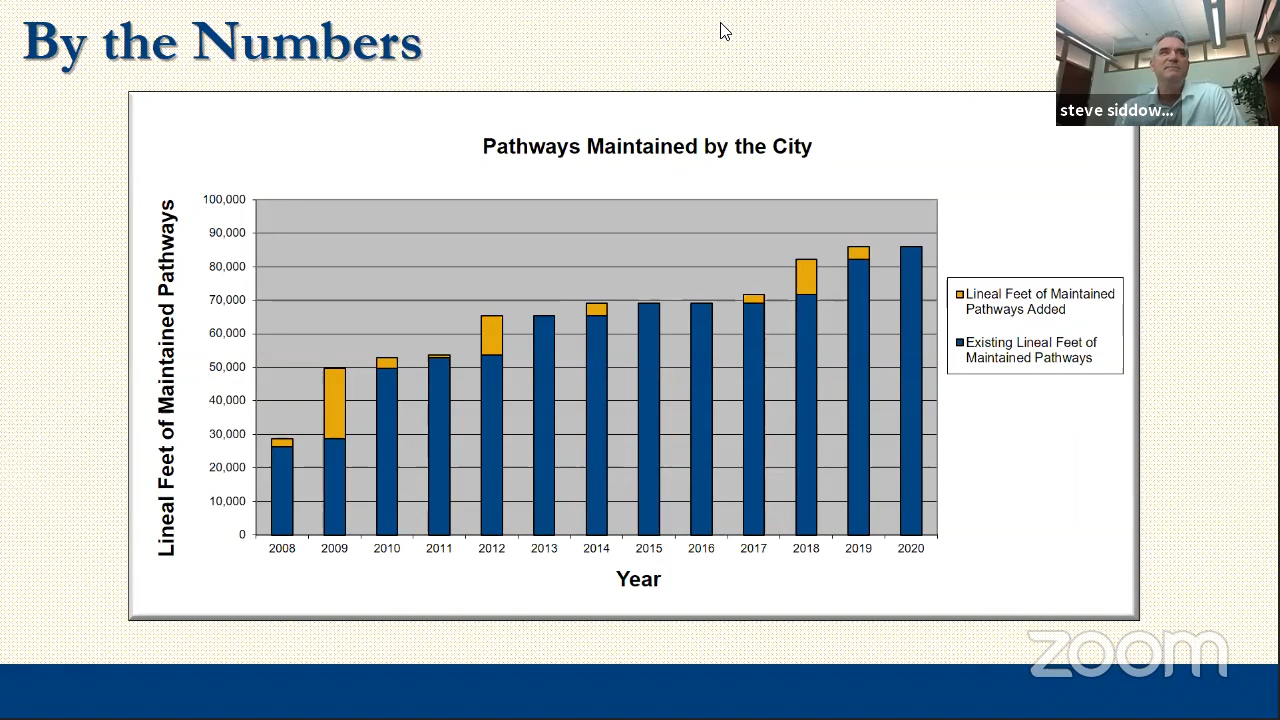 By the Numbers
steve siddow...
Pathways Maintained by the City
Lineal Feet of Maintained Pathways
100,000
90,000
80,000
70,000
60,000
50,000
40,000
30,000
20,000
10,000
0
2008 2009 2010 2011 2012 2013 2014 2015 2016 2017 2018 2019 2020
Year
Lineal Feet of Maintained
Pathways Added
Existing Lineal Feet of
Maintained Pathways
zoom